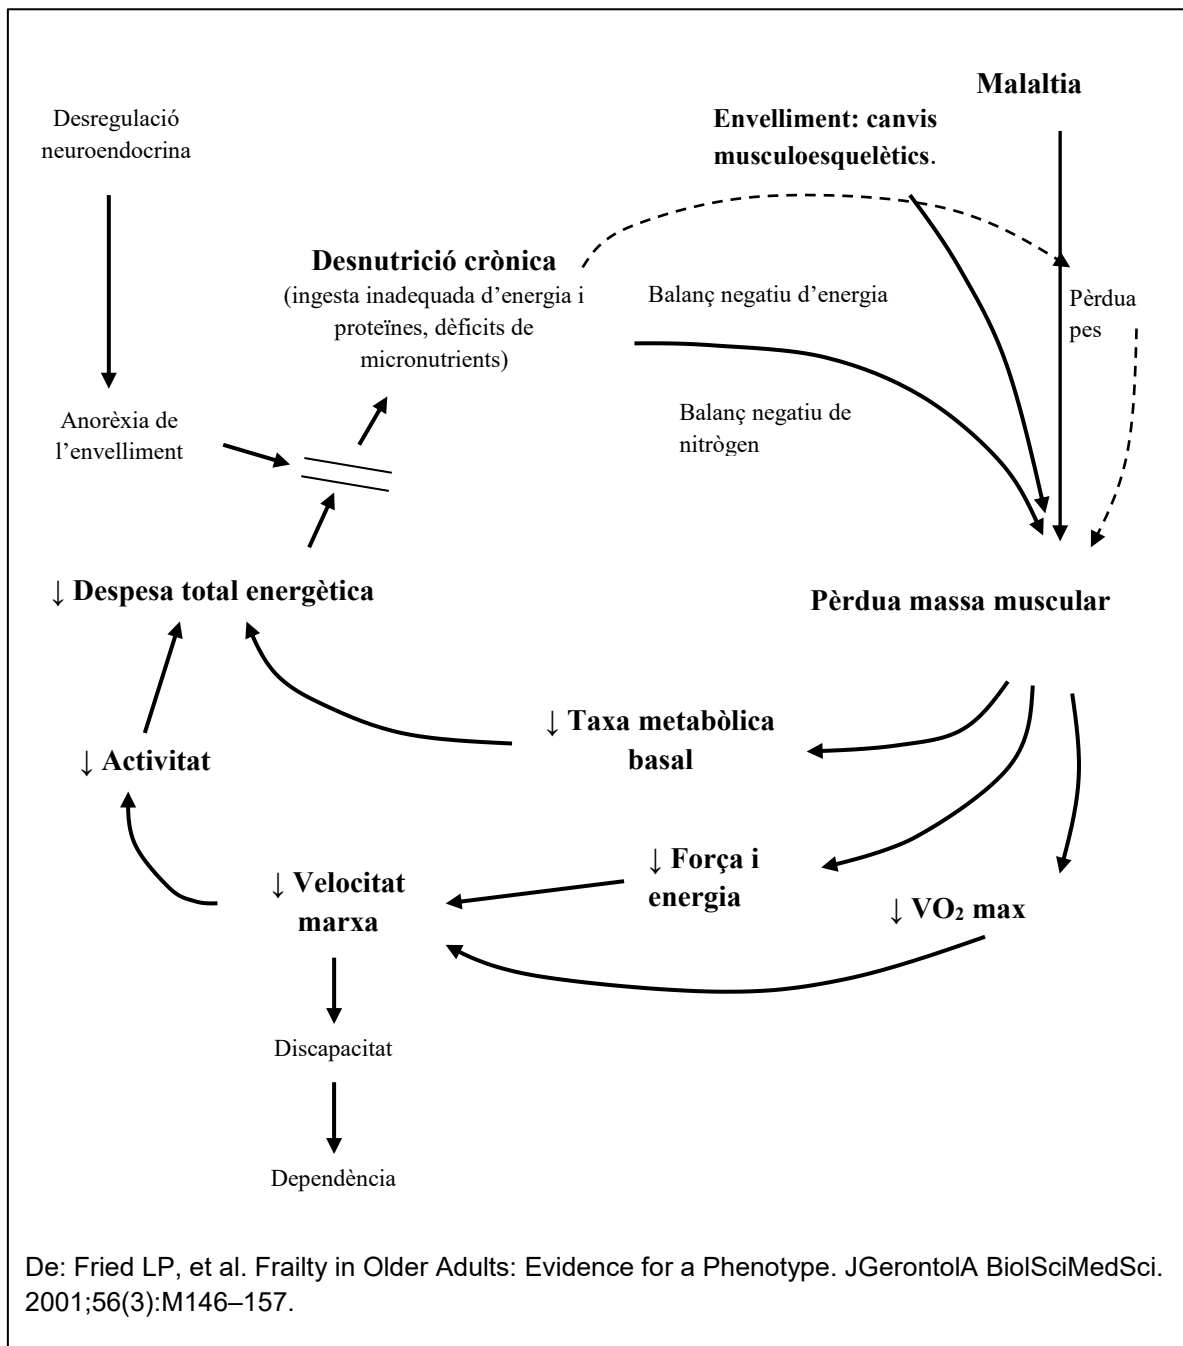 Malaltia
Desregulació
neuroendocrina
Envelliment: canvis
musculoesquelètics.
Desnutrició crònica
(ingesta inadequada d’energia i
proteïnes, dèficits de
micronutrients)
Balanç negatiu d’energia
Pèrdua
pes
Anorèxia de
l’envelliment
Balanç negatiu de
nitrògen
↓ Despesa total energètica
Pèrdua massa muscular
↓ Taxa metabòlica
basal
↓ Activitat
↓ Força i
energia
↓ Velocitat
marxa
↓ VO₂ max
Discapacitat
Dependència
De: Fried LP, et al. Frailty in Older Adults: Evidence for a Phenotype. JGerontolA BiolSciMedSci.
2001;56(3):M146–157.